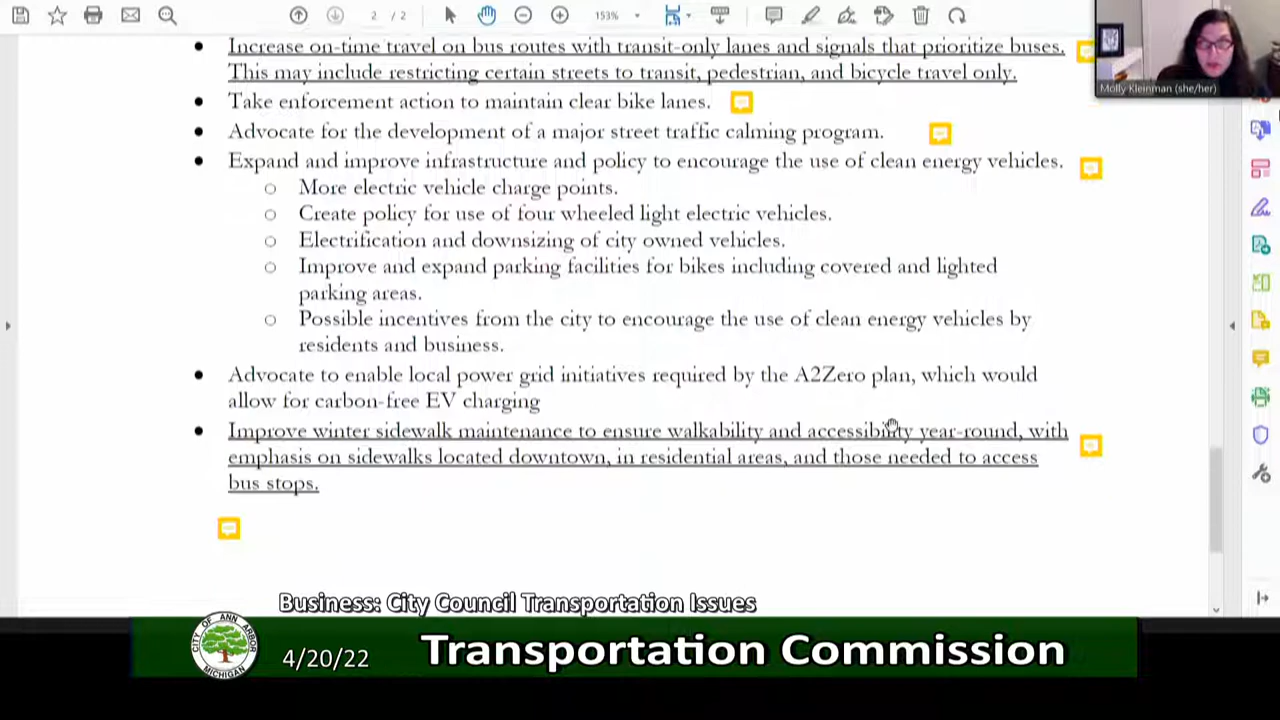 2 / 2
153%
Increase on-time travel on bus routes with transit-only lanes and signals that prioritize buses.
This may include restricting certain streets to transit, pedestrian, and bicycle travel only.
Molly Kleinman (she/her)
Take enforcement action to maintain clear bike lanes.
Advocate for the development of a major street traffic calming program.
Expand and improve infrastructure and policy to encourage the use of clean energy vehicles.
More electric vehicle charge points.
Create policy for use of four wheeled light electric vehicles.
Electrification and downsizing of city owned vehicles.
Improve and expand parking facilities for bikes including covered and lighted
parking areas.
Possible incentives from the city to encourage the use of clean energy vehicles by
residents and business.
Advocate to enable local power grid initiatives required by the A2Zero plan, which would
allow for carbon-free EV charging
Improve winter sidewalk maintenance to ensure walkability and accessibility year-round, with
emphasis on sidewalks located downtown, in residential areas, and those needed to access
bus stops.
Business: City Council Transportation Issues
CITY OF ANN ARBOR
MICHIGAN
4/20/22
Transportation Commission